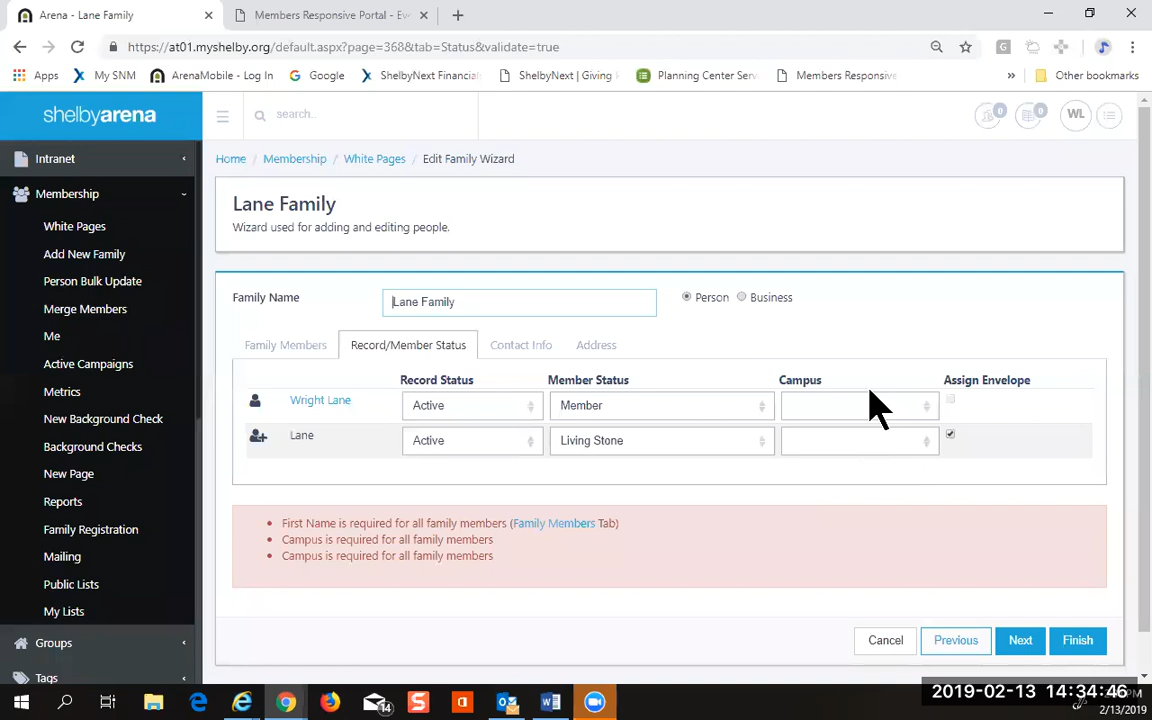 Arena - Lane Family
Members Responsive Portal - Eve
https://at01.myshelby.org/default.aspx?page=368&tab=Status&validate=true
Apps
My SNM
ArenaMobile - Log In
Google
ShelbyNext Financial
ShelbyNext | Giving
Planning Center Serv
Members Responsive
Other bookmarks
shelbyarena
search..
0
0
WL
Intranet
Membership
White Pages
Add New Family
Person Bulk Update
Merge Members
Me
Active Campaigns
Metrics
New Background Check
Background Checks
New Page
Reports
Family Registration
Mailing
Public Lists
My Lists
Groups
Tags
Home / Membership / White Pages / Edit Family Wizard
Lane Family
Wizard used for adding and editing people.
Family Name
Lane Family
Person
Business
Family Members
Record/Member Status
Contact Info
Address
Record Status
Member Status
Campus
Assign Envelope
Wright Lane
Active
Member
Lane
Active
Living Stone
First Name is required for all family members (Family Members Tab)
Campus is required for all family members
Campus is required for all family members
Cancel
Previous
Next
Finish
14
2019-02-13 14:34:46
PM
2/13/2019